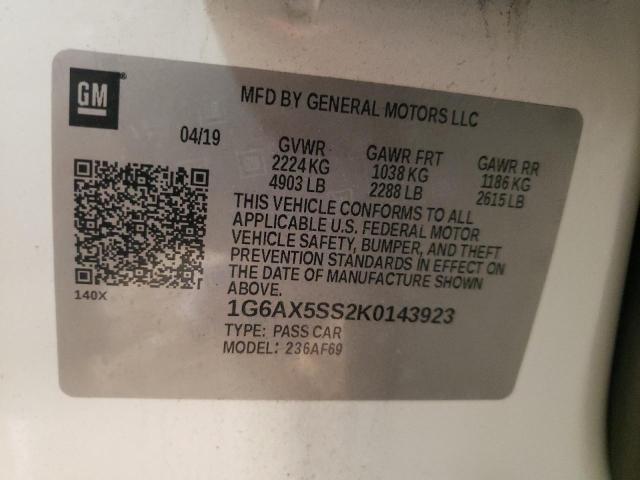 GM®
MFD BY GENERAL MOTORS LLC
04/19
GVWR GAWR FRT GAWR RR
2224 KG 1038 KG 1186 KG
4903 LB 2288 LB 2615 LB
THIS VEHICLE CONFORMS TO ALL
APPLICABLE U.S. FEDERAL MOTOR
VEHICLE SAFETY, BUMPER, AND THEFT
PREVENTION STANDARDS IN EFFECT ON
THE DATE OF MANUFACTURE SHOWN
ABOVE.
140X
1G6AX5SS2K0143923
TYPE: PASS CAR
MODEL: 236AF69